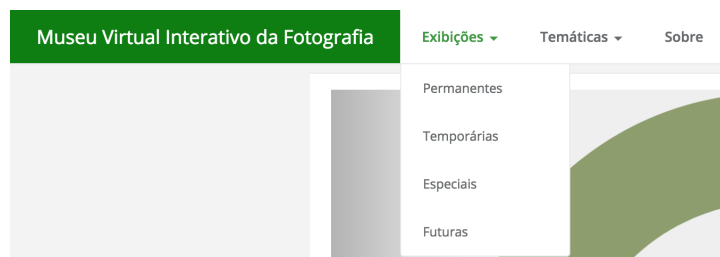 Museu Virtual Interativo da Fotografia Exibições Temáticas Sobre
Permanentes
Temporárias
Especiais
Futuras